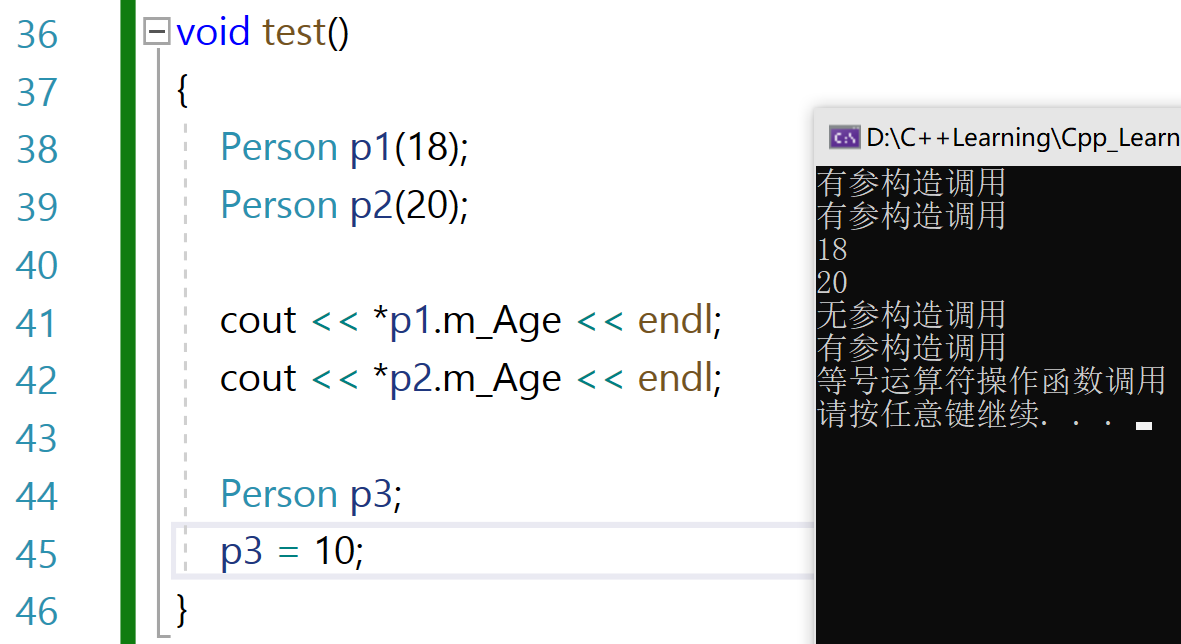 36 void test()
37 {
38 Person p1(18);
39 Person p2(20);
40
41 cout << *p1.m_Age << endl;
42 cout << *p2.m_Age << endl;
43
44 Person p3;
45 p3 = 10;
46 }
D:\C++Learning\Cpp_Learn
有参构造调用
有参构造调用
18
20
无参构造调用
有参构造调用
等号运算符操作函数调用
请按任意键继续. . .